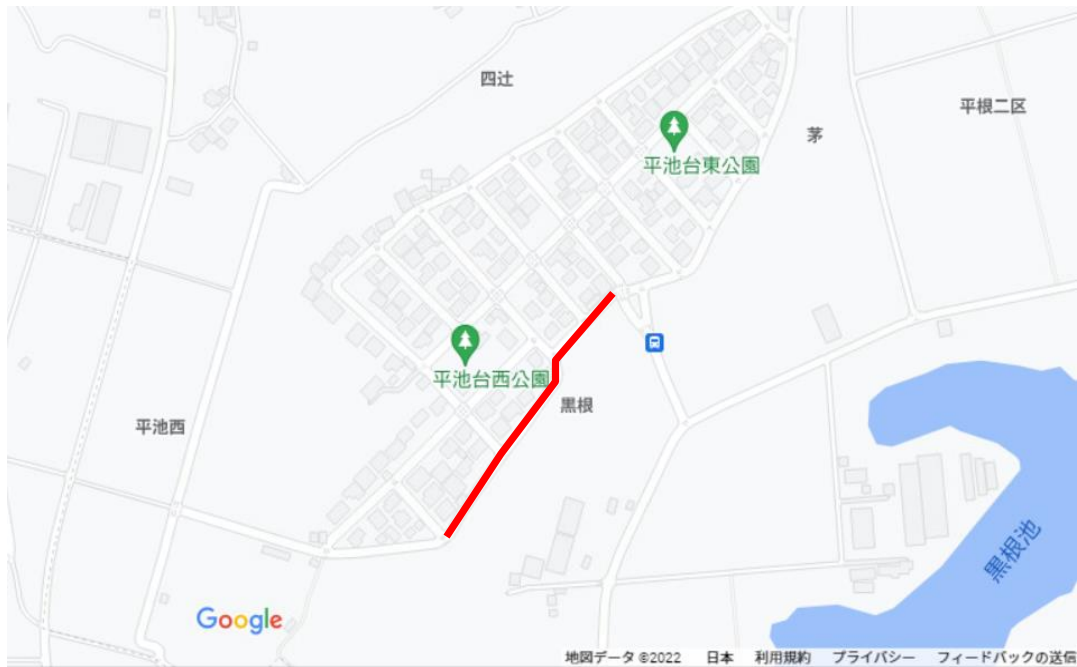 四辻
平根二区
茅
平池台東公園
平池台西公園
黒根
平池西
黒根池
Google
地図データ ©2022 日本 利用規約 プライバシー フィードバックの送信